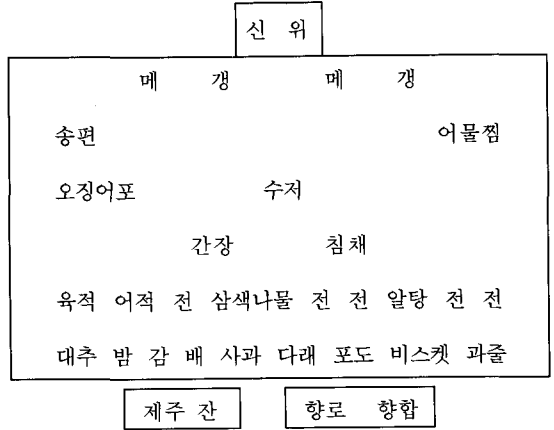 신 위
메 갱 메 갱
송편 어물찜
오징어포 수저
간장 침채
육적 어적 전 삼색나물 전 전 알탕 전 전
대추 밤 감 배 사과 다래 포도 비스켓 과줄
제주 잔 향로 향합